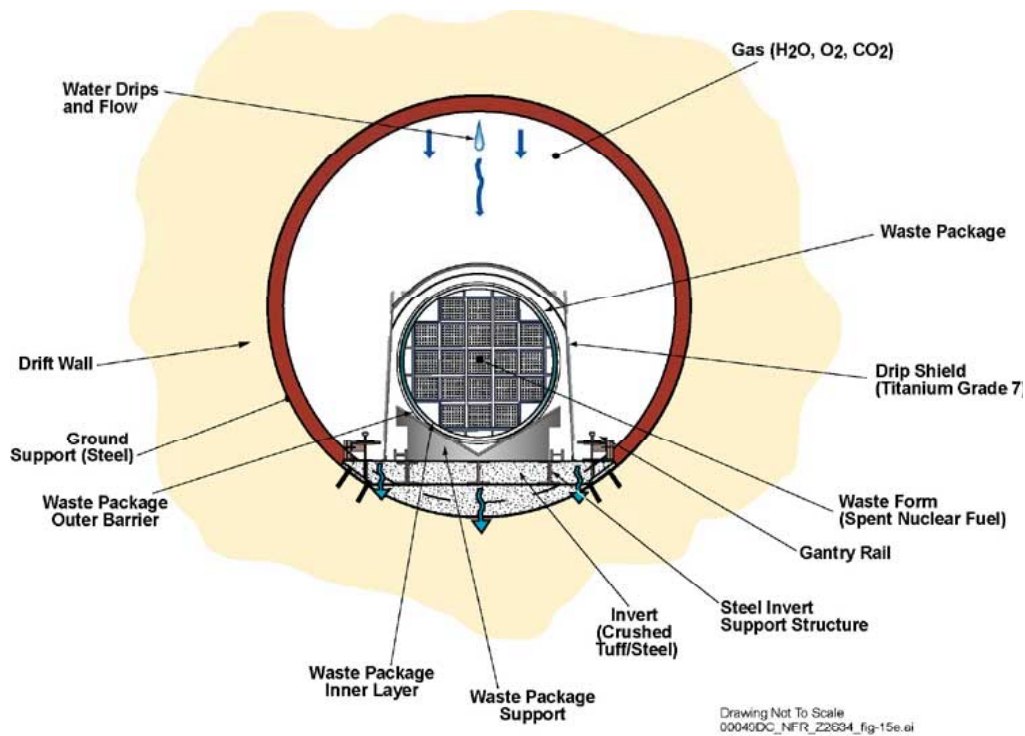 Gas (H2O, O2, CO2)
Water Drips
and Flow
Waste Package
Drift Wall
Drip Shield
(Titanium Grade 7)
Ground
Support (Steel)
Waste Package
Outer Barrier
Waste Form
(Spent Nuclear Fuel)
Gantry Rail
Steel Invert
Support Structure
Invert
(Crushed
Tuff/Steel)
Waste Package
Inner Layer
Waste Package
Support
Drawing Not To Scale
00049DC_NFR_Z2634_fig-15e.ai